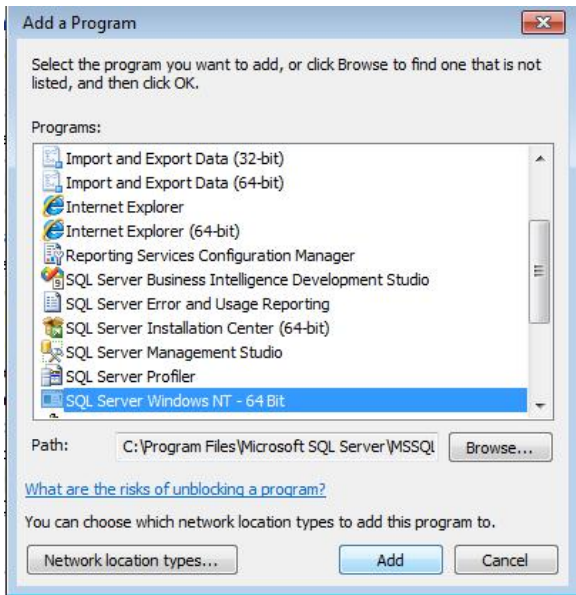 Add a Program
Select the program you want to add, or click Browse to find one that is not
listed, and then click OK.
Programs:
Import and Export Data (32-bit)
Import and Export Data (64-bit)
Internet Explorer
Internet Explorer (64-bit)
Reporting Services Configuration Manager
SQL Server Business Intelligence Development Studio
SQL Server Error and Usage Reporting
SQL Server Installation Center (64-bit)
SQL Server Management Studio
SQL Server Profiler
SQL Server Windows NT - 64 Bit
Path: C:\Program Files\Microsoft SQL Server\MSSQL Browse...
What are the risks of unblocking a program?
You can choose which network location types to add this program to.
Network location types... Add Cancel